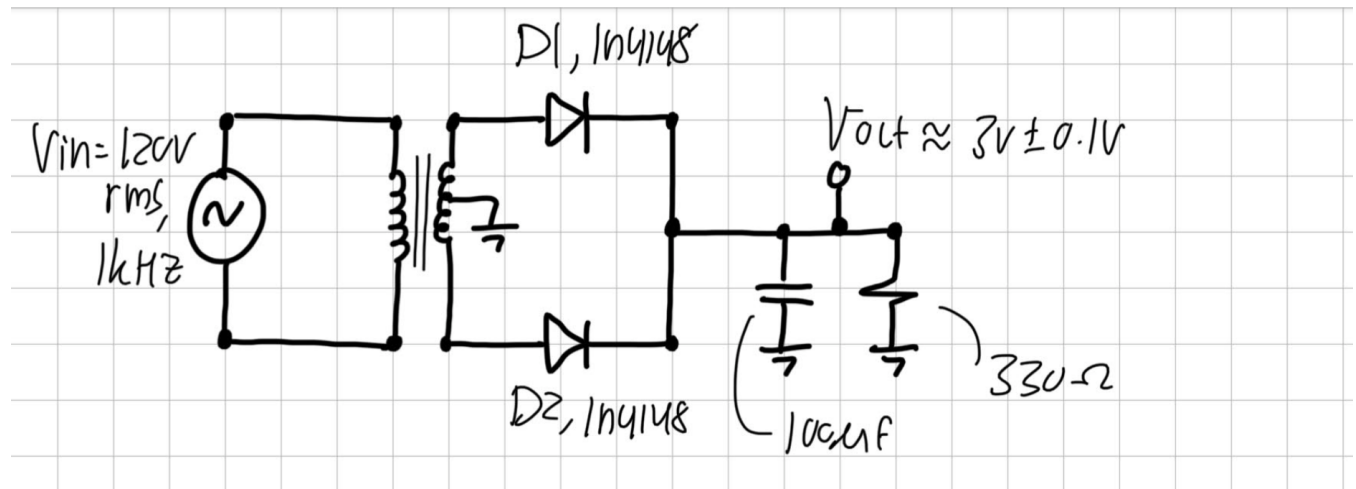 D1, 1n4148
Vin=120V
rms,
1kHz
Vout ≈ 3V±0.1V
D2, 1n4148
100uF
330Ω